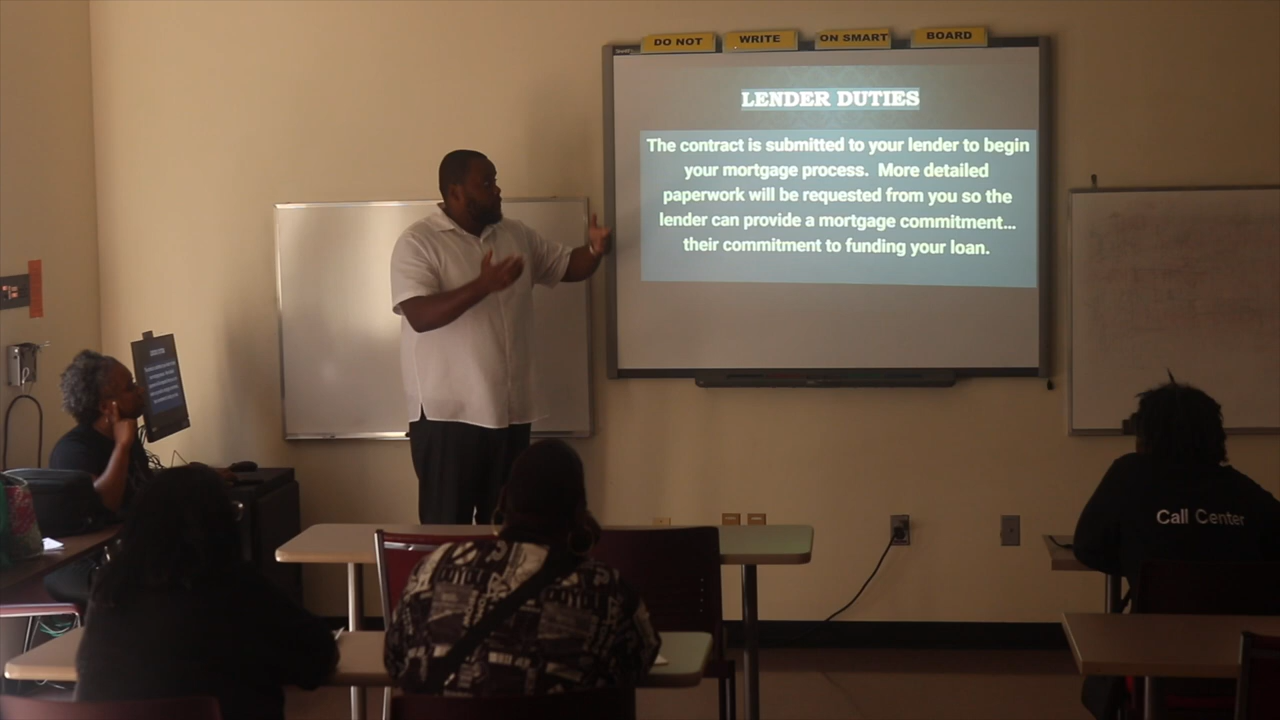 DO NOT WRITE ON SMART BOARD
LENDER DUTIES
The contract is submitted to your lender to begin
your mortgage process. More detailed
paperwork will be requested from you so the
lender can provide a mortgage commitment...
their commitment to funding your loan.
Call Center